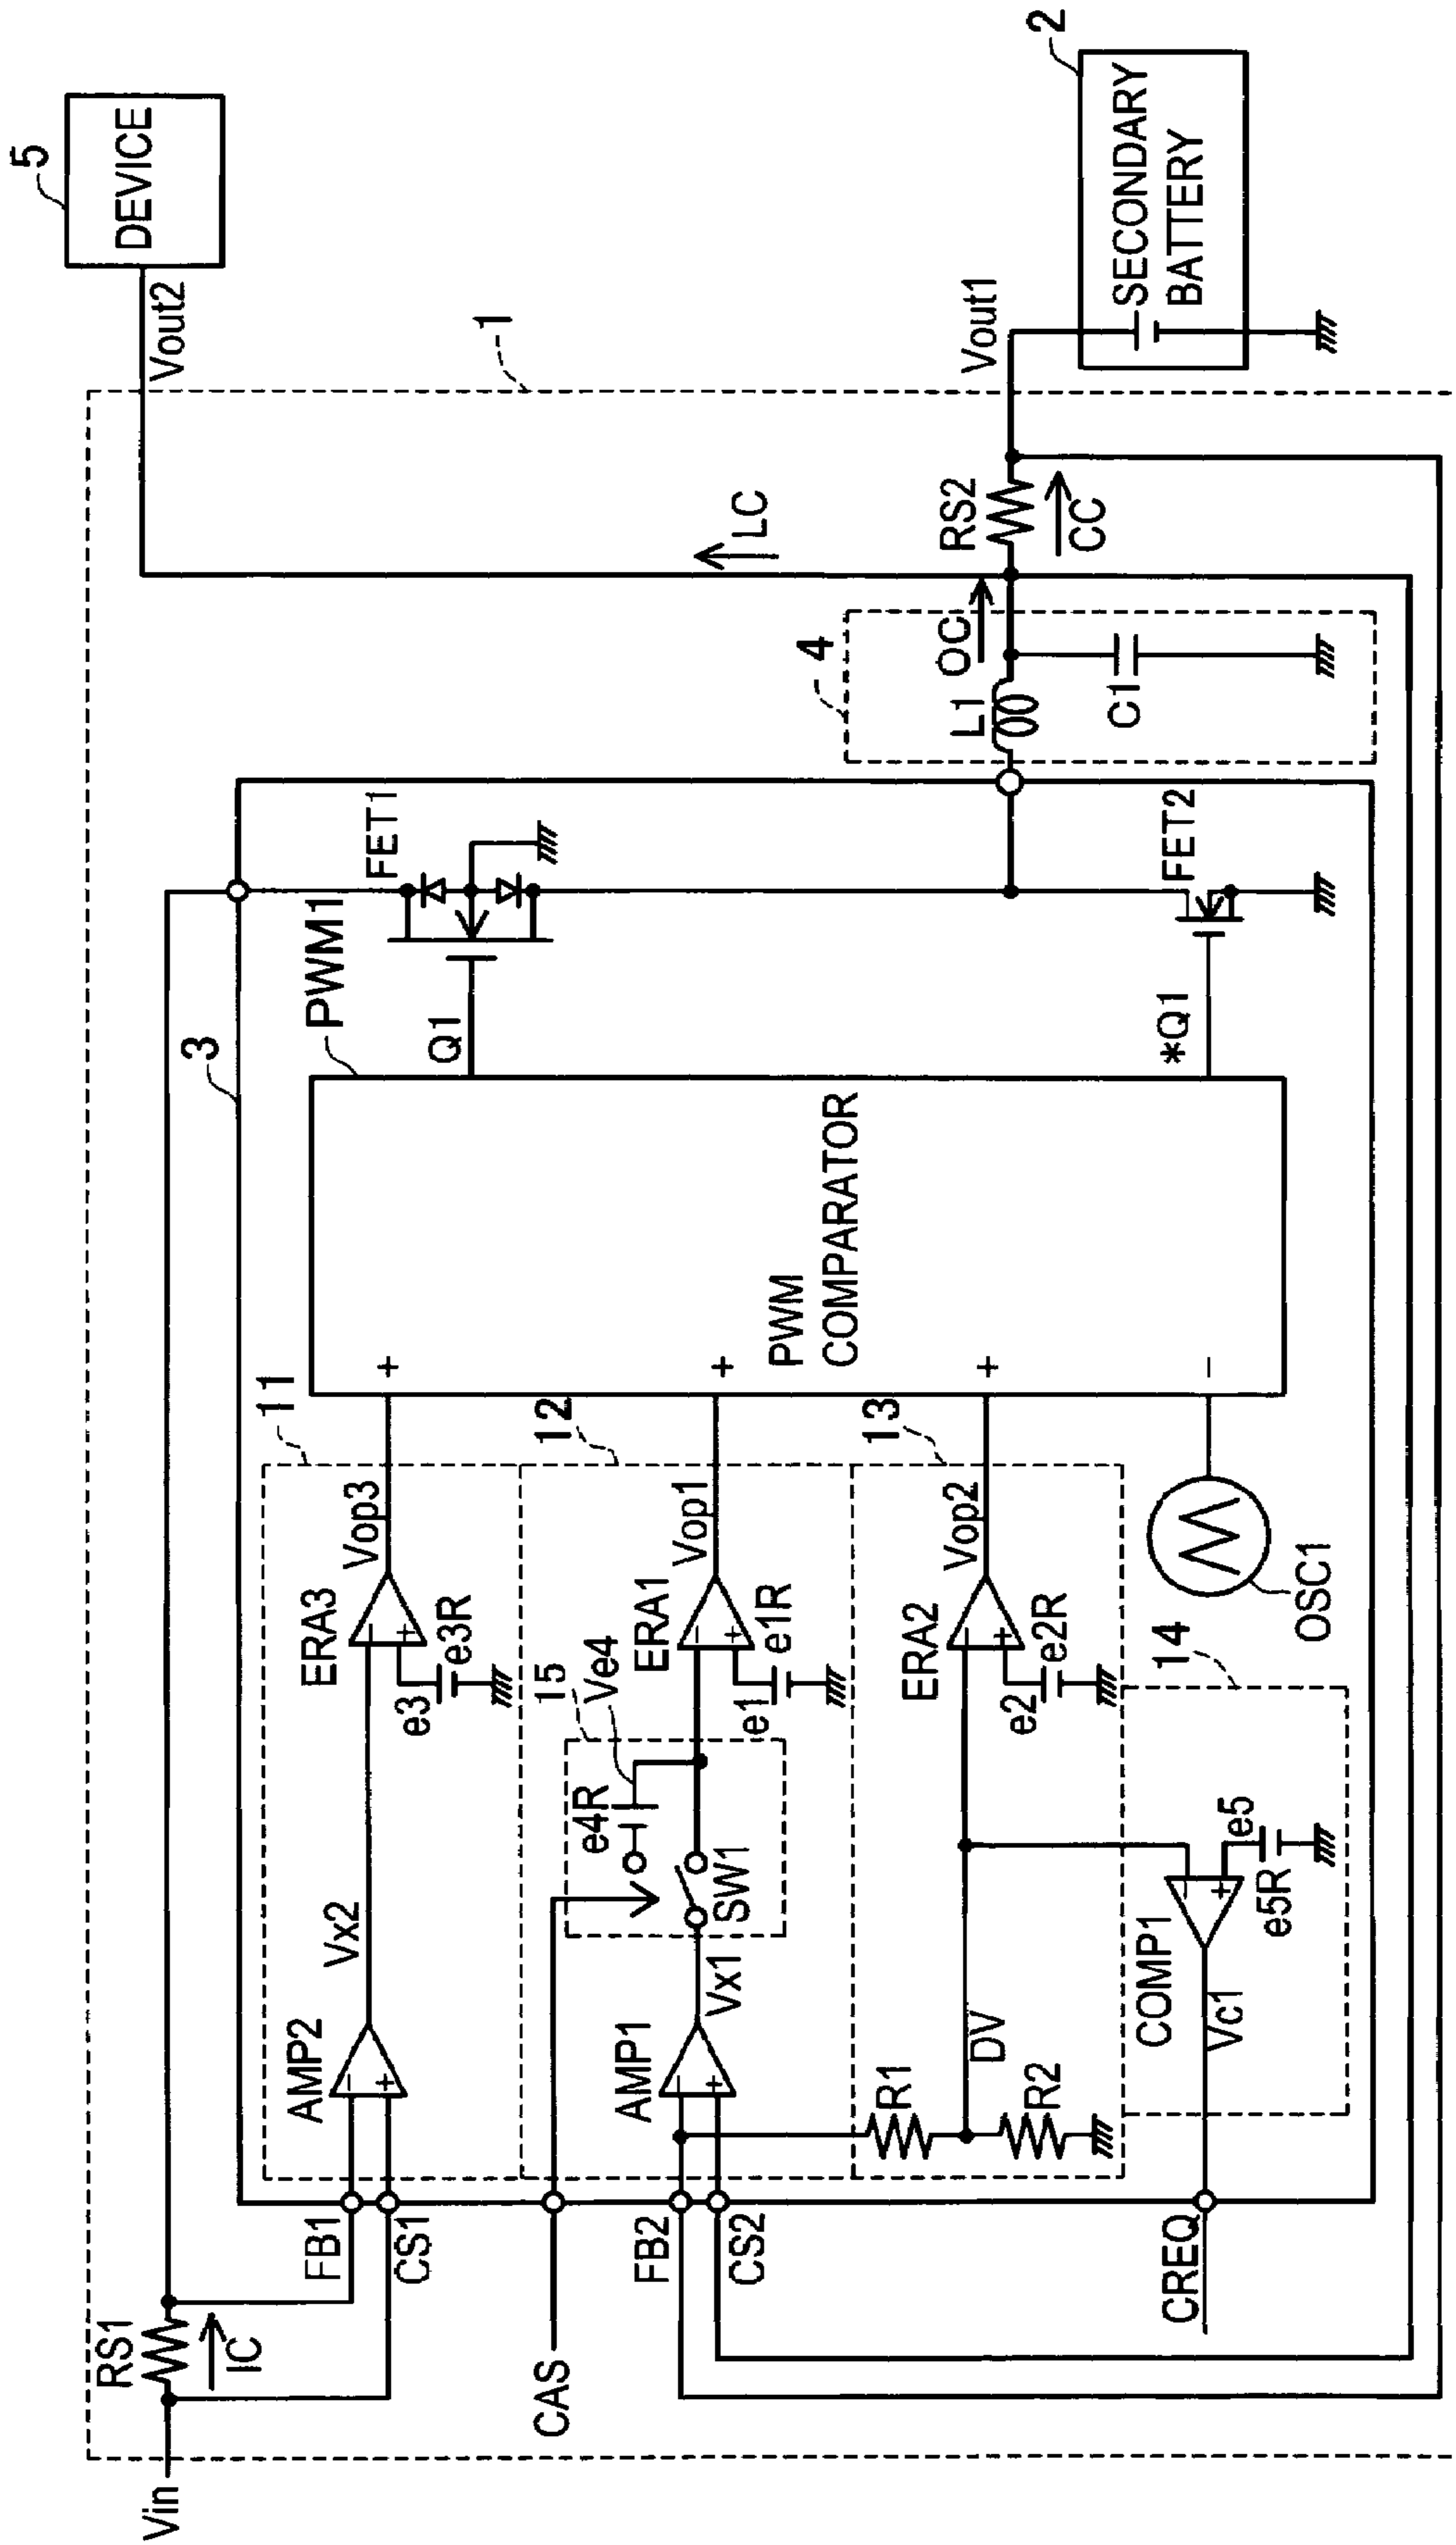 Vin
RS1
IC
FB1
CS1
CAS
FB2
CS2
CREQ
1
3
11
AMP2
−
+
Vx2
ERA3
−
+
e3
e3R
Vop3
12
AMP1
−
+
Vx1
15
e4R
Ve4
SW1
ERA1
−
+
e1
e1R
Vop1
13
R1
R2
DV
ERA2
−
+
e2
e2R
Vop2
14
COMP1
−
+
Vc1
e5R
e5
OSC1
PWM1
+
+
+
−
PWM
COMPARATOR
Q1
*Q1
FET1
FET2
4
L1
C1
OC
LC
RS2
CC
Vout2
5
DEVICE
Vout1
2
SECONDARY
BATTERY